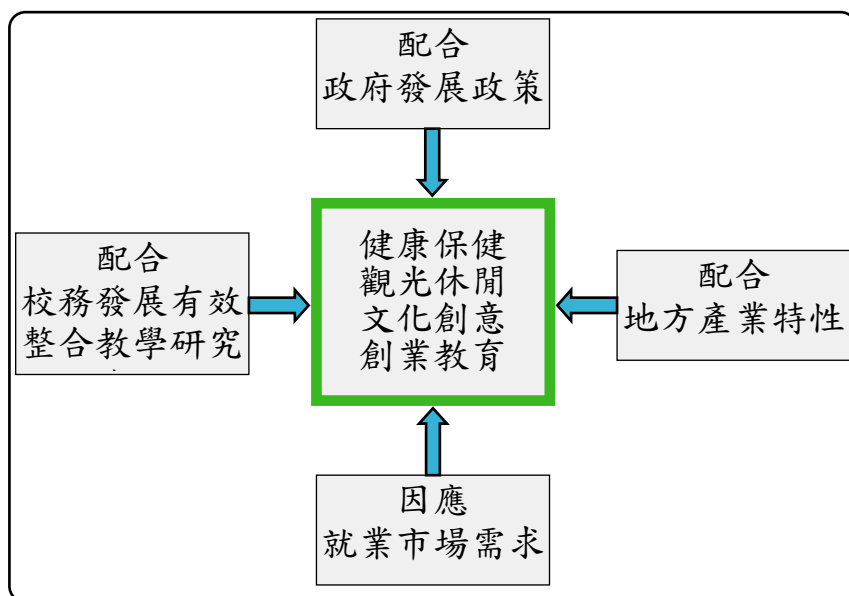 配合
政府發展政策
配合
校務發展有效
整合教學研究
健康保健
觀光休閒
文化創意
創業教育
配合
地方產業特性
因應
就業市場需求